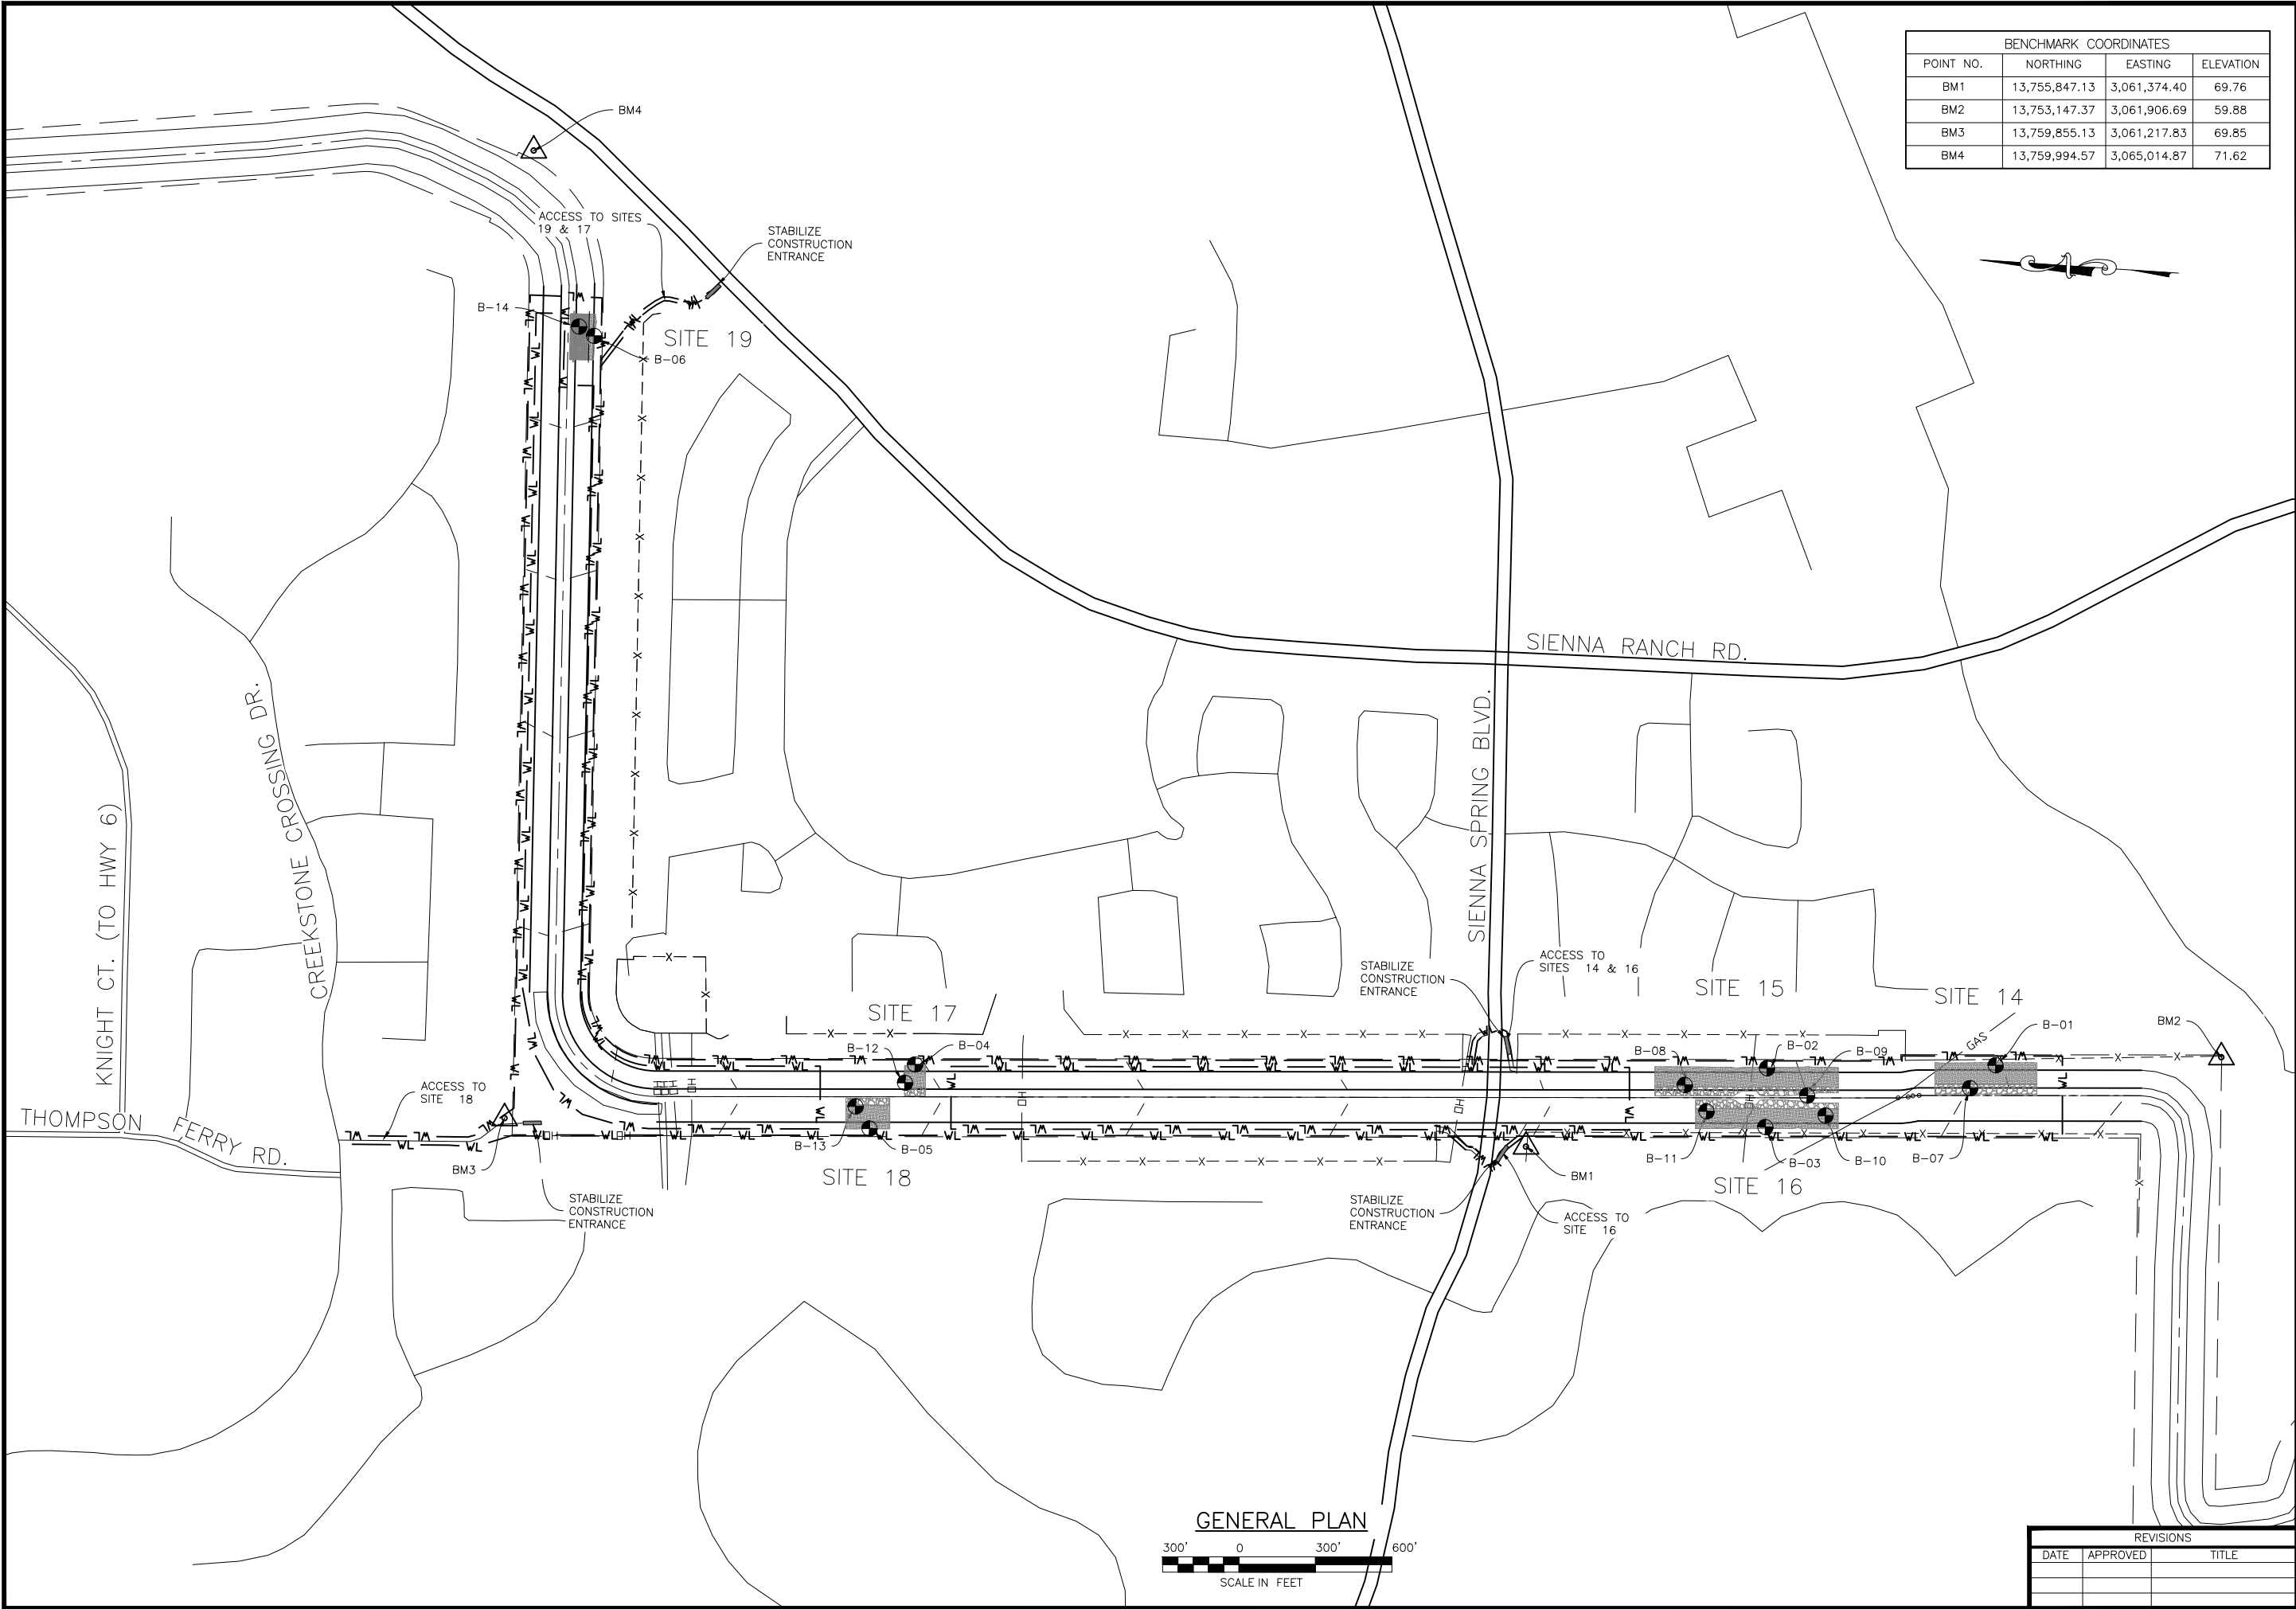 BENCHMARK COORDINATES
POINT NO. NORTHING EASTING ELEVATION
BM1 13,755,847.13 3,061,374.40 69.76
BM2 13,753,147.37 3,061,906.69 59.88
BM3 13,759,855.13 3,061,217.83 69.85
BM4 13,759,994.57 3,065,014.87 71.62
BM4
ACCESS TO SITES
19 & 17
STABILIZE
CONSTRUCTION
ENTRANCE
B-14
SITE 19
B-06
SIENNA RANCH RD.
SIENNA SPRING BLVD.
CREEKSTONE CROSSING DR.
KNIGHT CT. (TO HWY 6)
THOMPSON
FERRY RD.
ACCESS TO
SITE 18
BM3
STABILIZE
CONSTRUCTION
ENTRANCE
SITE 17
B-12
B-04
B-13
B-05
SITE 18
STABILIZE
CONSTRUCTION
ENTRANCE
ACCESS TO
SITES 14 & 16
SITE 15
SITE 14
B-08
B-02
B-09
GAS
B-01
BM2
B-11
B-03
B-10
B-07
SITE 16
BM1
STABILIZE
CONSTRUCTION
ENTRANCE
ACCESS TO
SITE 16
GENERAL PLAN
300' 0 300' 600'
SCALE IN FEET
REVISIONS
DATE APPROVED TITLE